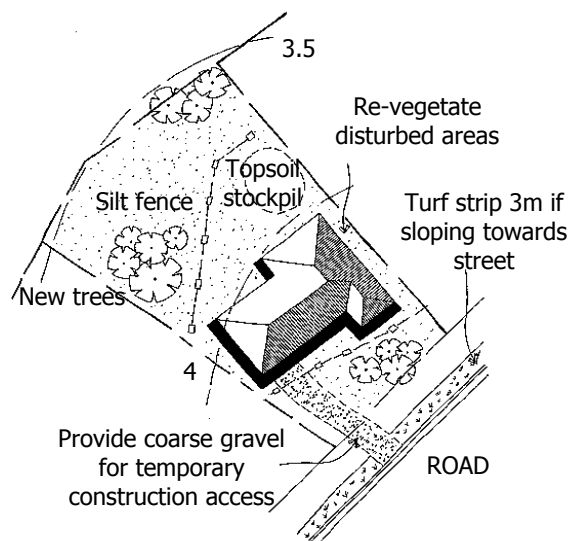 3.5
Re-vegetate
disturbed areas
Topsoil
stockpil
Silt fence
Turf strip 3m if
sloping towards
street
New trees
4
Provide coarse gravel
for temporary
construction access
ROAD